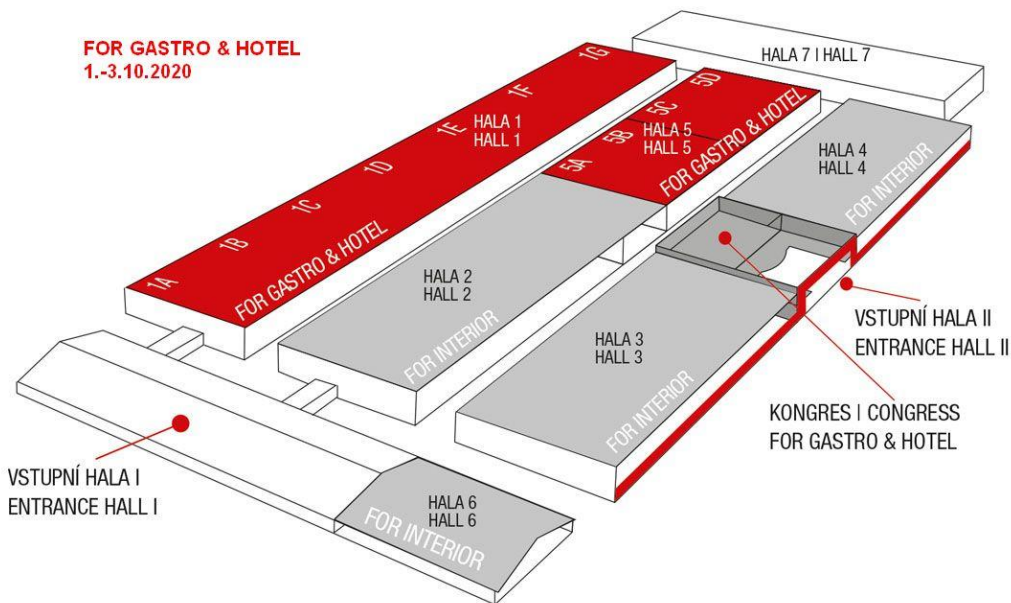 FOR GASTRO & HOTEL
1.-3.10.2020
HALA 7 | HALL 7
1G
1F
1E
1D
1C
1B
1A
HALA 1
HALL 1
FOR GASTRO & HOTEL
5D
5C
5B
5A
HALA 5
HALL 5
FOR GASTRO & HOTEL
HALA 4
HALL 4
FOR INTERIOR
HALA 2
HALL 2
FOR INTERIOR
HALA 3
HALL 3
FOR INTERIOR
VSTUPNÍ HALA II
ENTRANCE HALL II
KONGRES | CONGRESS
FOR GASTRO & HOTEL
VSTUPNÍ HALA I
ENTRANCE HALL I
HALA 6
HALL 6
FOR INTERIOR